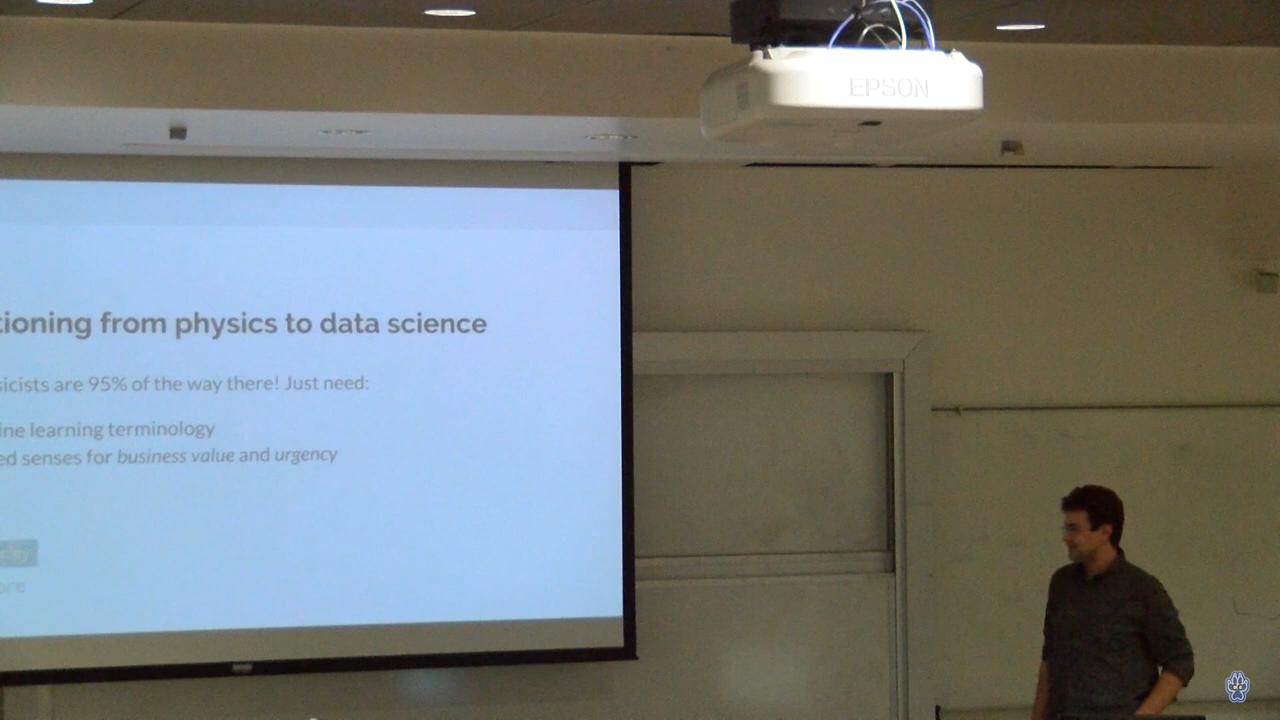 EPSON
tioning from physics to data science
sicists are 95% of the way there! Just need:
ine learning terminology
ed senses for business value and urgency
ore